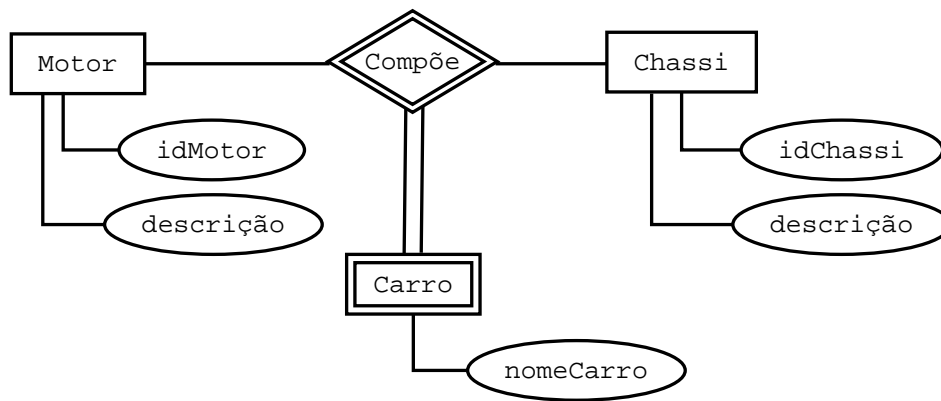 Motor
Compõe
Chassi
idMotor
idChassi
descrição
descrição
Carro
nomeCarro